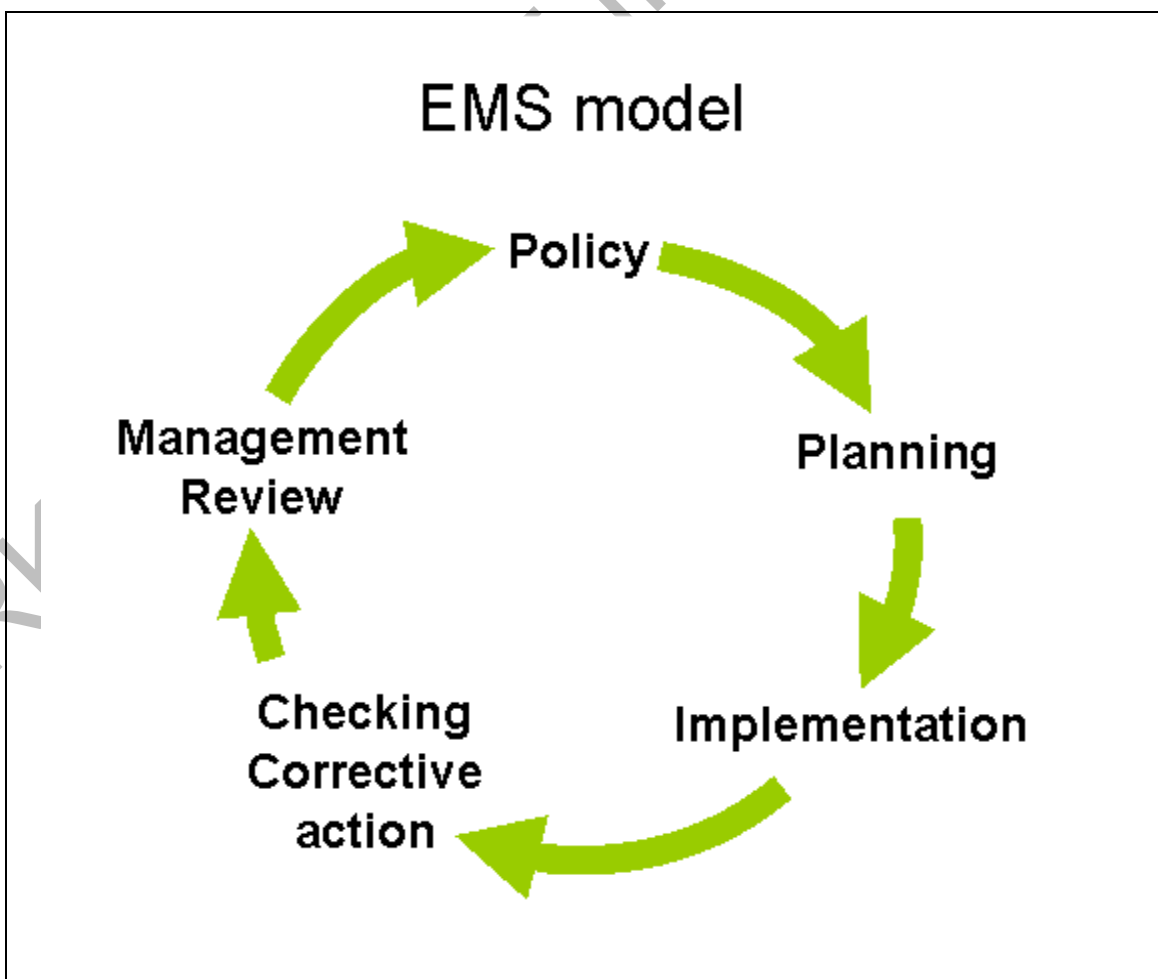 EMS model
Policy
Planning
Implementation
Checking
Corrective
action
Management
Review